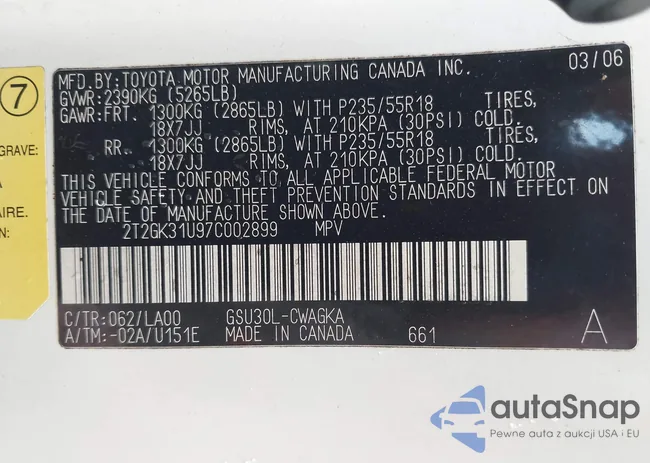 7
GRAVE:
A
AIRE.
MFD.BY:TOYOTA MOTOR MANUFACTURING CANADA INC. 03/06
GVWR:2390KG (5265LB)
GAWR:FRT. 1300KG (2865LB) WITH P235/55R18 TIRES,
18X7JJ RIMS, AT 210KPA (30PSI) COLD.
RR. 1300KG (2865LB) WITH P235/55R18 TIRES,
18X7JJ RIMS, AT 210KPA (30PSI) COLD.
THIS VEHICLE CONFORMS TO ALL APPLICABLE FEDERAL MOTOR
VEHICLE SAFETY AND THEFT PREVENTION STANDARDS IN EFFECT ON
THE DATE OF MANUFACTURE SHOWN ABOVE.
2T2GK31U97C002899 MPV
C/TR:062/LA00 GSU30L-CWAGKA
A/TM:-02A/U151E MADE IN CANADA 661 A
autoSnap
Pewne auta z aukcji USA i EU